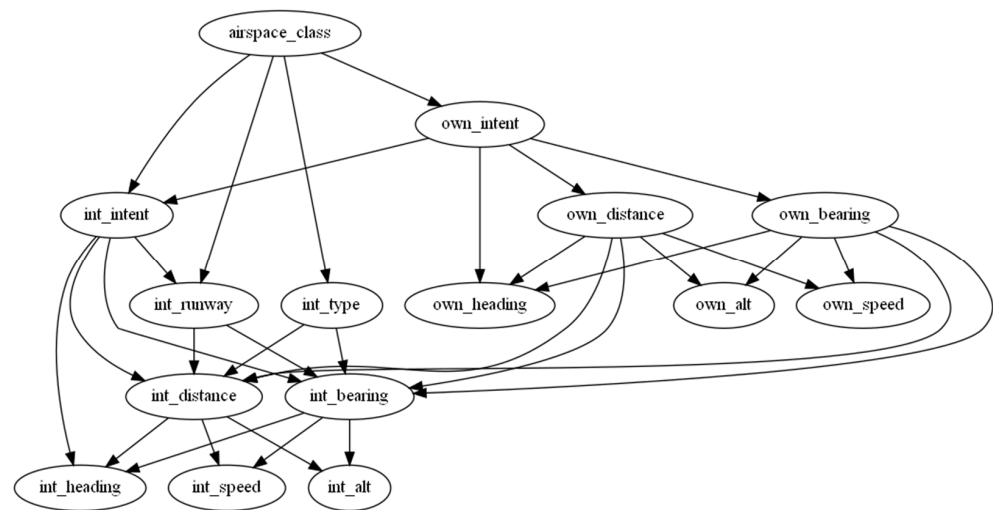 airspace_class
own_intent
int_intent
own_distance
own_bearing
int_runway
int_type
own_heading
own_alt
own_speed
int_distance
int_bearing
int_heading
int_speed
int_alt